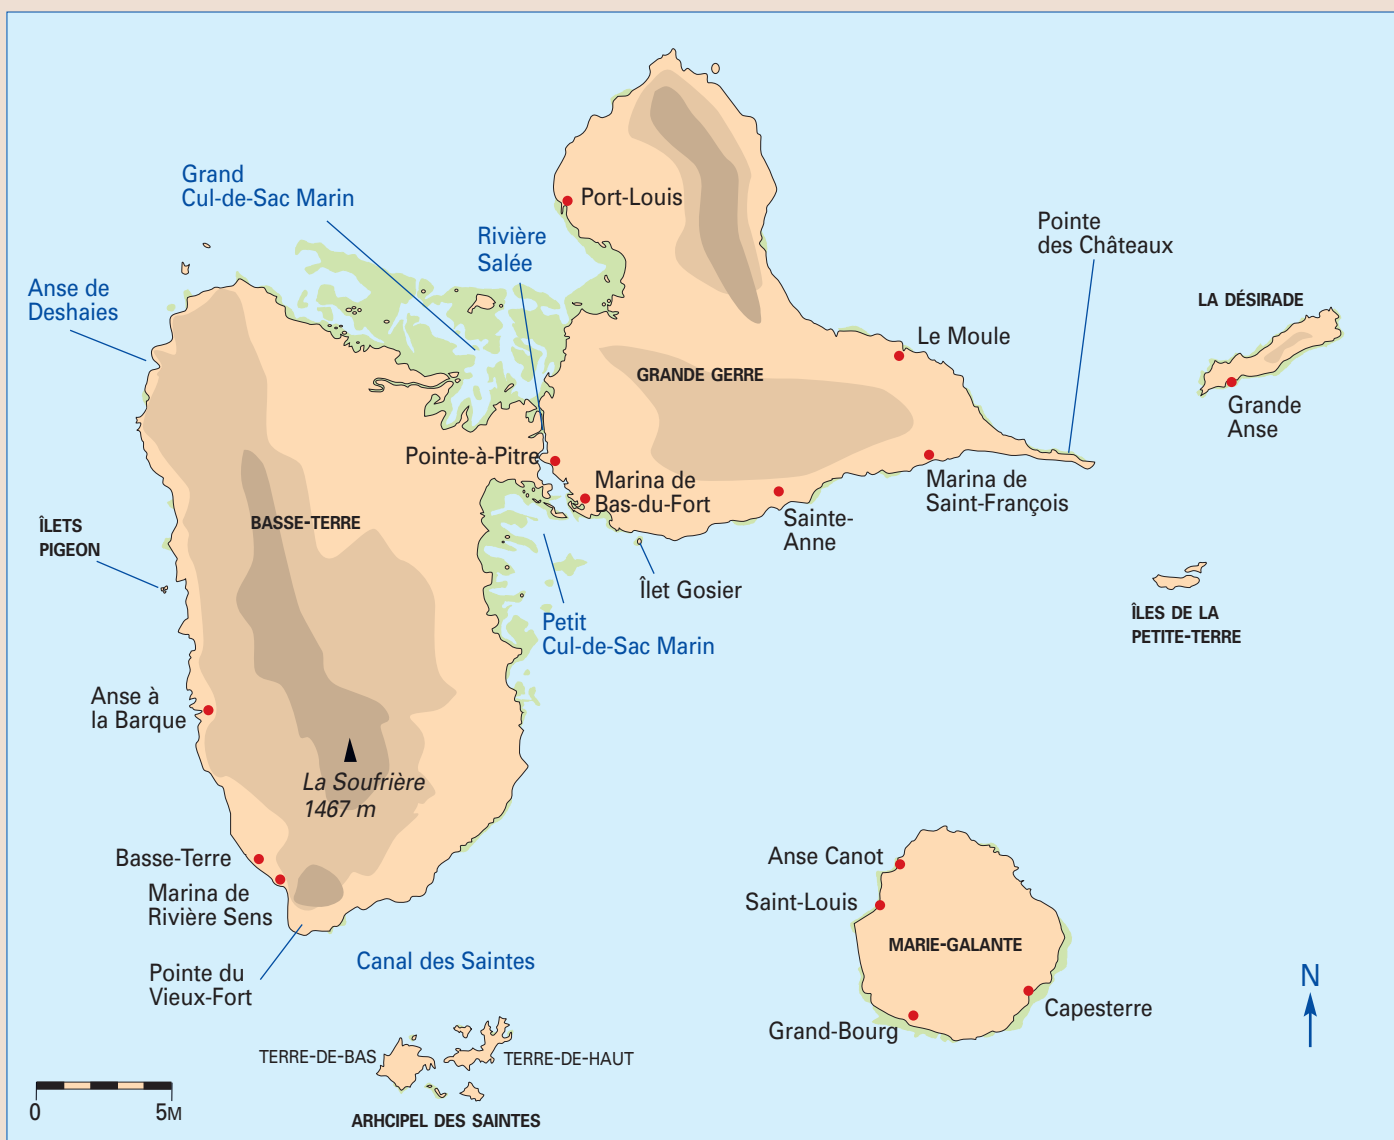 Grand
Cul-de-Sac Marin
Port-Louis
Rivière
Salée
Pointe
des Châteaux
Anse de
Deshaies
LA DÉSIRADE
Le Moule
GRANDE GERRE
Grande
Anse
Pointe-à-Pitre
Marina de
Bas-du-Fort
Marina de
Saint-François
Sainte-
Anne
BASSE-TERRE
ÎLETS
PIGEON
Îlet Gosier
ÎLES DE LA
PETITE-TERRE
Petit
Cul-de-Sac Marin
Anse à
la Barque
La Soufrière
1467 m
Basse-Terre
Marina de
Rivière Sens
Anse Canot
Saint-Louis
MARIE-GALANTE
Canal des Saintes
Pointe du
Vieux-Fort
N
Capesterre
Grand-Bourg
TERRE-DE-BAS
TERRE-DE-HAUT
0 5M
ARHCIPEL DES SAINTES